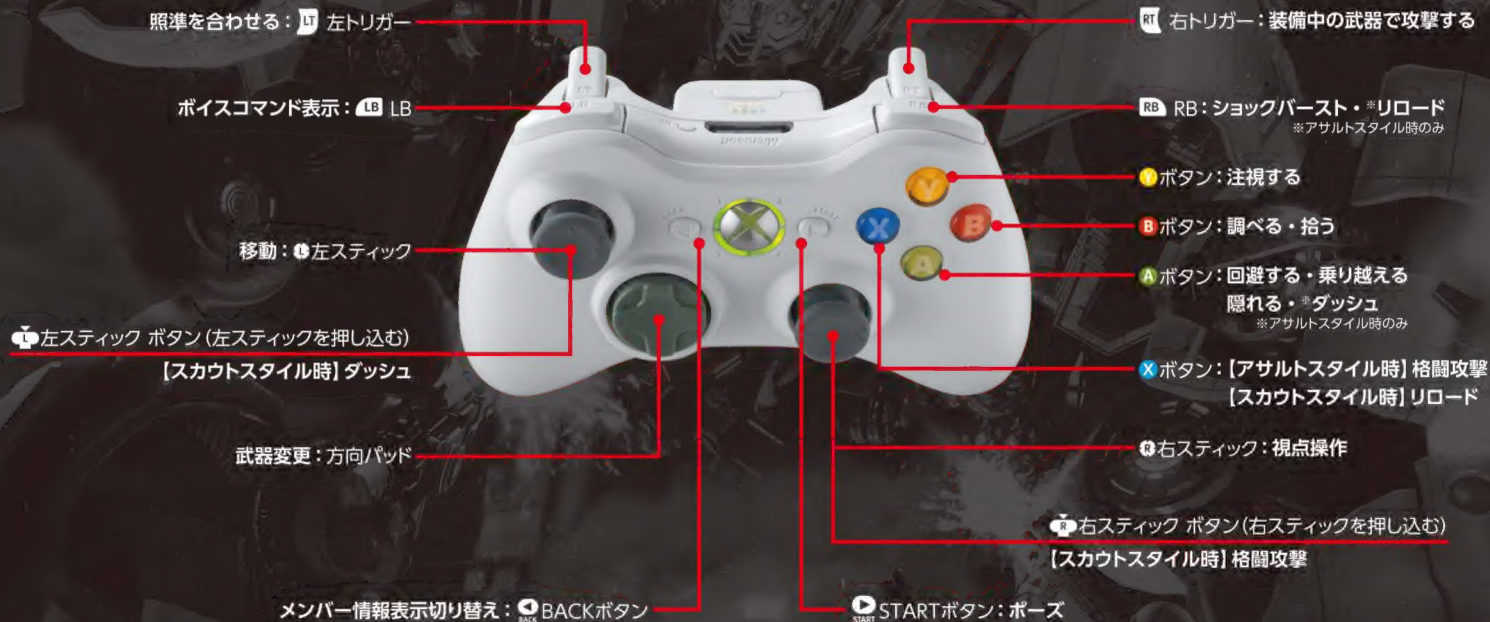 照準を合わせる：LT 左トリガー
ボイスコマンド表示：LB LB
移動：L左スティック
L左スティック ボタン（左スティックを押し込む）
【スカウトスタイル時】ダッシュ
武器変更：方向パッド
メンバー情報表示切り替え：BACK BACKボタン
RT 右トリガー：装備中の武器で攻撃する
RB RB：ショックバースト・※リロード
※アサルトスタイル時のみ
Yボタン：注視する
Bボタン：調べる・拾う
Aボタン：回避する・乗り越える
隠れる・※ダッシュ
※アサルトスタイル時のみ
Xボタン：【アサルトスタイル時】格闘攻撃
【スカウトスタイル時】リロード
R右スティック：視点操作
R右スティック ボタン（右スティックを押し込む）
【スカウトスタイル時】格闘攻撃
START STARTボタン：ポーズ
Microsoft
Y
X
B
A